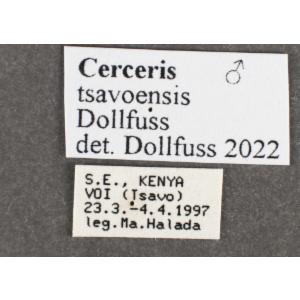 Cerceris ♂
tsavoensis
Dollfuss
det. Dollfuss 2022
S.E., KENYA
VOI (Tsavo)
23.3.-4.4.1997
leg.Ma.Halada